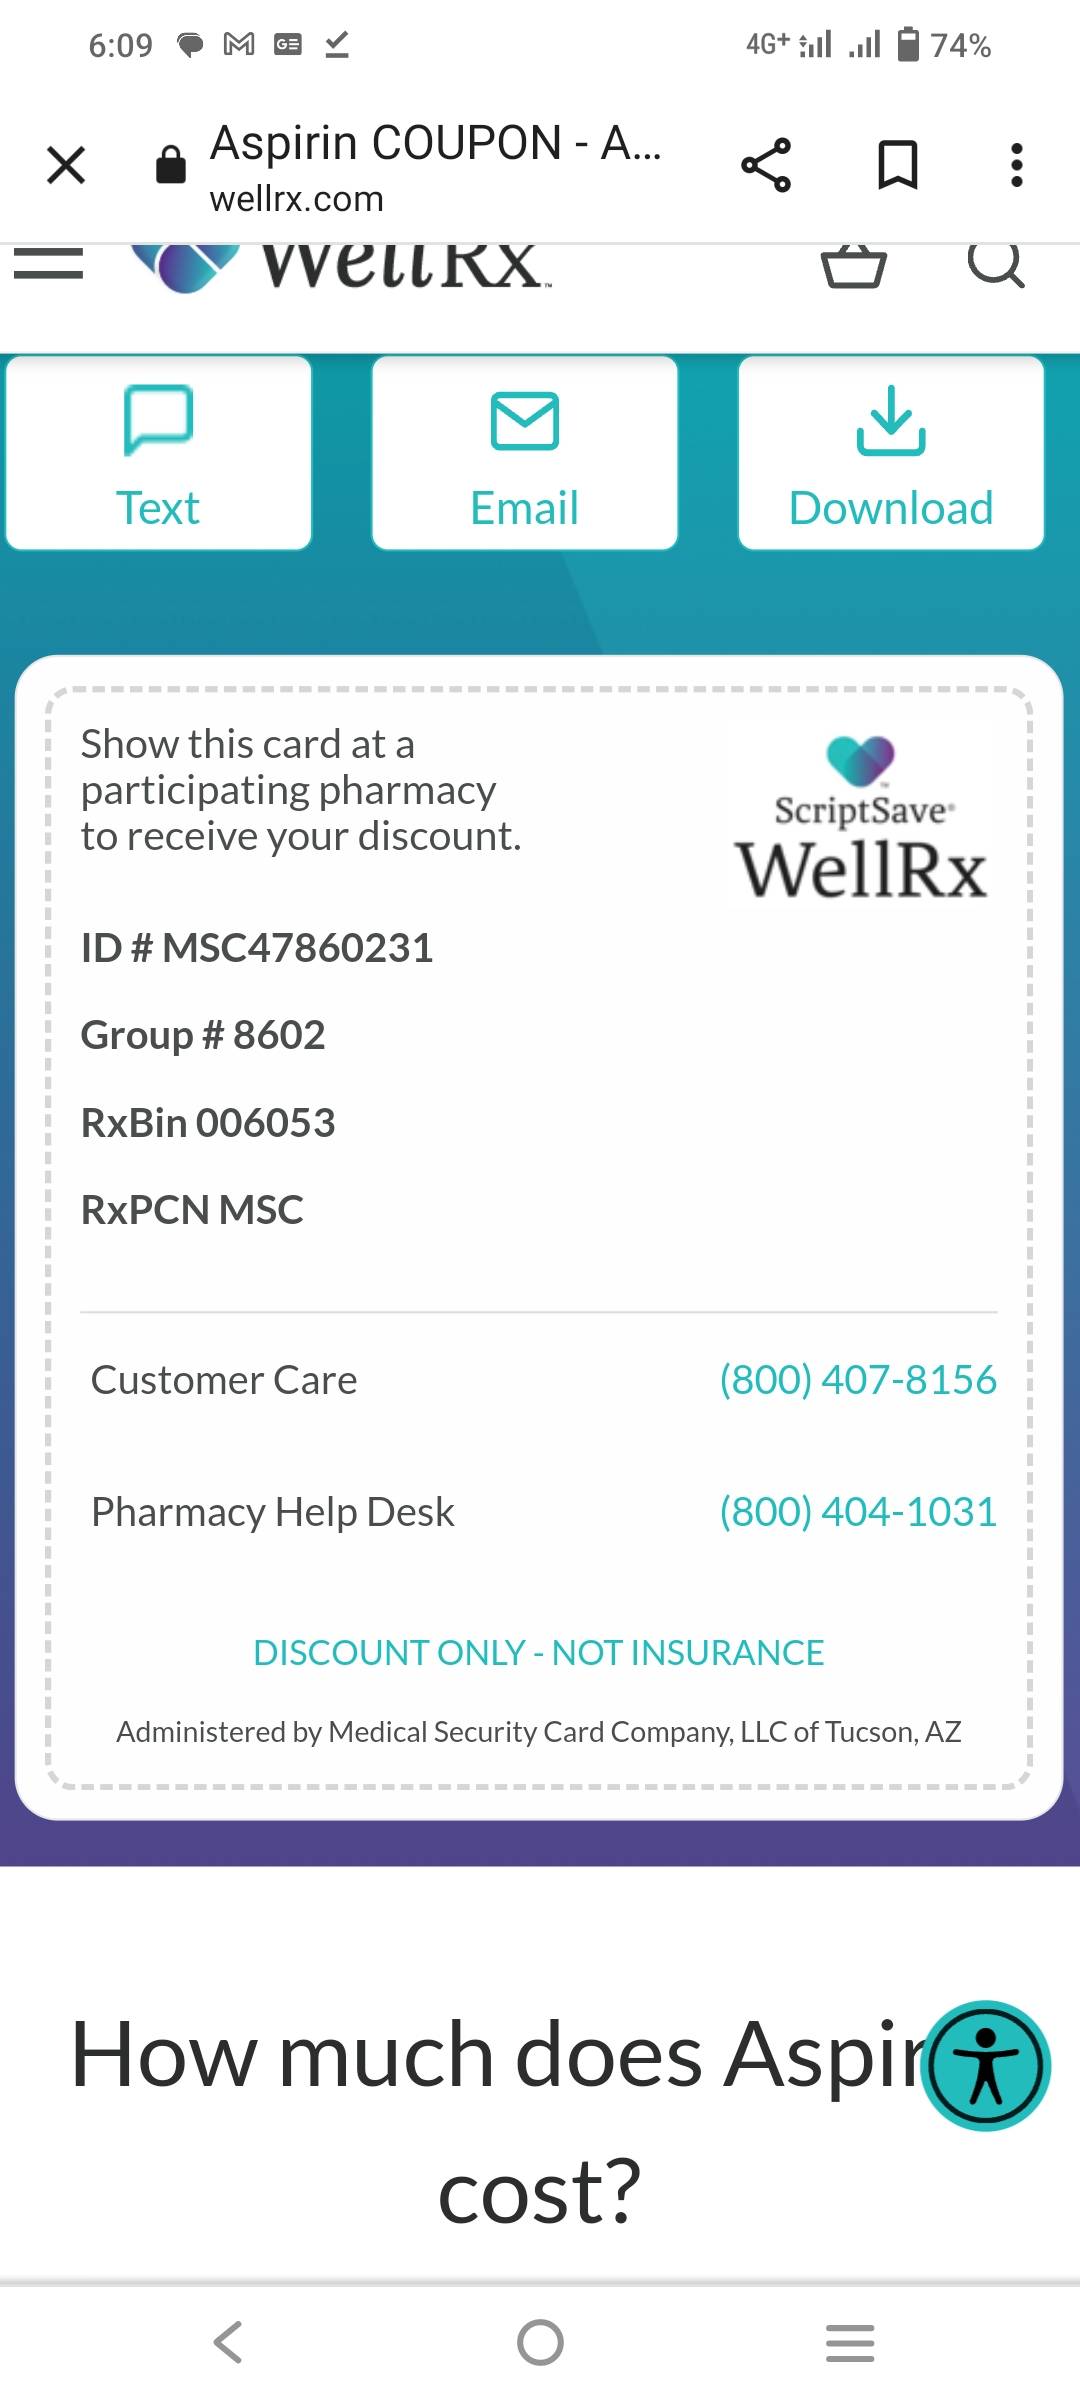 6:09
4G+ 74%
Aspirin COUPON - A...
wellrx.com
WellRx™
Text
Email
Download
Show this card at a
participating pharmacy
to receive your discount.
ScriptSave®
WellRx
ID # MSC47860231
Group # 8602
RxBin 006053
RxPCN MSC
Customer Care (800) 407-8156
Pharmacy Help Desk (800) 404-1031
DISCOUNT ONLY - NOT INSURANCE
Administered by Medical Security Card Company, LLC of Tucson, AZ
How much does Aspir
cost?